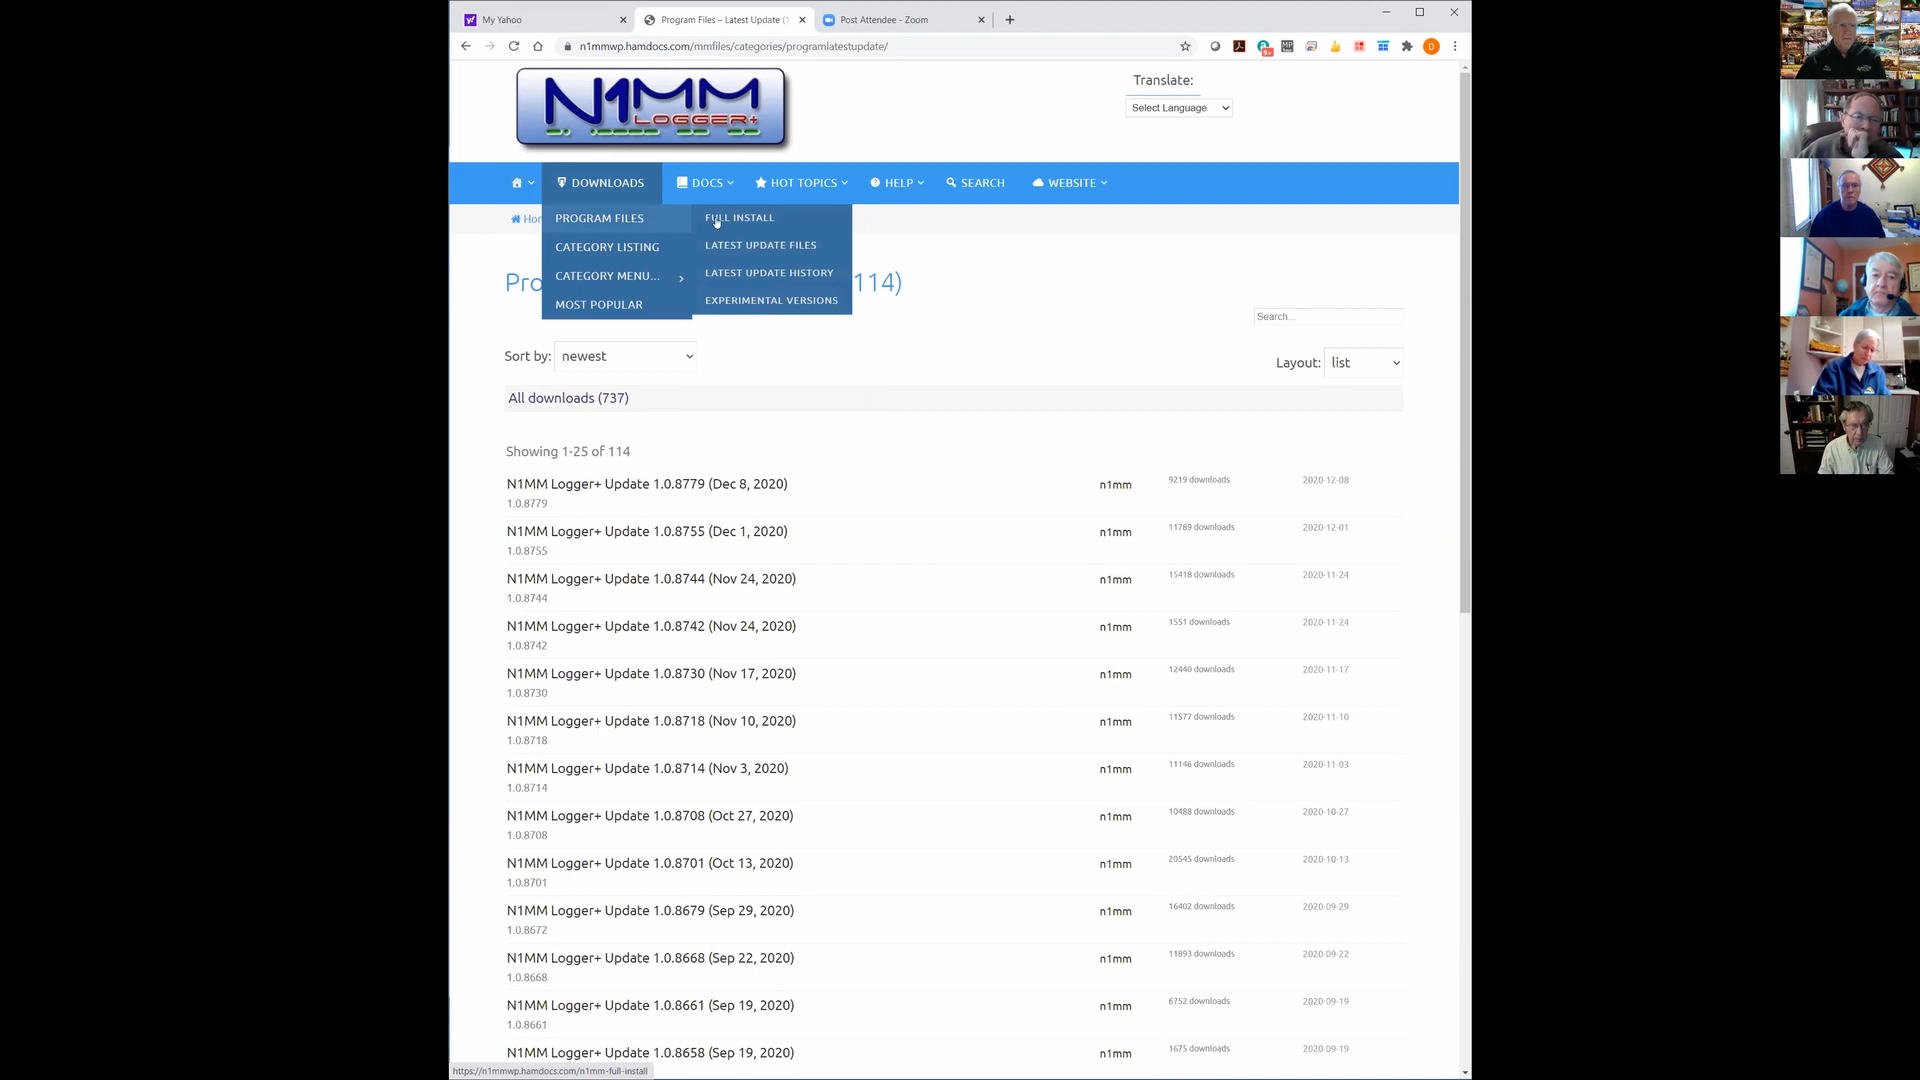 My Yahoo
Program Files – Latest Update (1
Post Attendee - Zoom
n1mmwp.hamdocs.com/mmfiles/categories/programlatestupdate/
N1MM
LOGGER+
Translate:
Select Language
DOWNLOADS
DOCS
HOT TOPICS
HELP
SEARCH
WEBSITE
Hor
PROGRAM FILES
CATEGORY LISTING
CATEGORY MENU...
MOST POPULAR
FULL INSTALL
LATEST UPDATE FILES
LATEST UPDATE HISTORY
EXPERIMENTAL VERSIONS
Pro
114)
Search...
Sort by: newest
Layout: list
All downloads (737)
Showing 1-25 of 114
N1MM Logger+ Update 1.0.8779 (Dec 8, 2020) n1mm 9219 downloads 2020-12-08
1.0.8779
N1MM Logger+ Update 1.0.8755 (Dec 1, 2020) n1mm 11789 downloads 2020-12-01
1.0.8755
N1MM Logger+ Update 1.0.8744 (Nov 24, 2020) n1mm 15418 downloads 2020-11-24
1.0.8744
N1MM Logger+ Update 1.0.8742 (Nov 24, 2020) n1mm 1551 downloads 2020-11-24
1.0.8742
N1MM Logger+ Update 1.0.8730 (Nov 17, 2020) n1mm 12440 downloads 2020-11-17
1.0.8730
N1MM Logger+ Update 1.0.8718 (Nov 10, 2020) n1mm 11577 downloads 2020-11-10
1.0.8718
N1MM Logger+ Update 1.0.8714 (Nov 3, 2020) n1mm 11146 downloads 2020-11-03
1.0.8714
N1MM Logger+ Update 1.0.8708 (Oct 27, 2020) n1mm 10488 downloads 2020-10-27
1.0.8708
N1MM Logger+ Update 1.0.8701 (Oct 13, 2020) n1mm 20545 downloads 2020-10-13
1.0.8701
N1MM Logger+ Update 1.0.8679 (Sep 29, 2020) n1mm 16402 downloads 2020-09-29
1.0.8672
N1MM Logger+ Update 1.0.8668 (Sep 22, 2020) n1mm 11893 downloads 2020-09-22
1.0.8668
N1MM Logger+ Update 1.0.8661 (Sep 19, 2020) n1mm 6752 downloads 2020-09-19
1.0.8661
N1MM Logger+ Update 1.0.8658 (Sep 19, 2020) n1mm 1675 downloads 2020-09-19
https://n1mmwp.hamdocs.com/n1mm-full-install